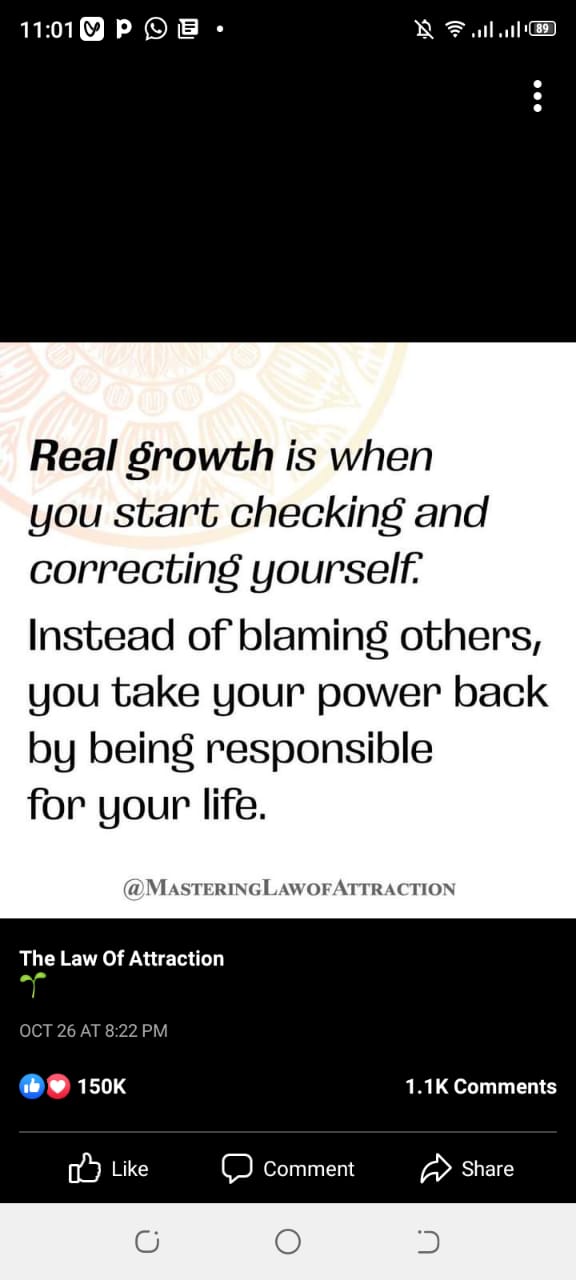 11:01
89
Real growth is when
you start checking and
correcting yourself.
Instead of blaming others,
you take your power back
by being responsible
for your life.
@MasteringLawofAttraction
The Law Of Attraction
OCT 26 AT 8:22 PM
150K 1.1K Comments
Like Comment Share